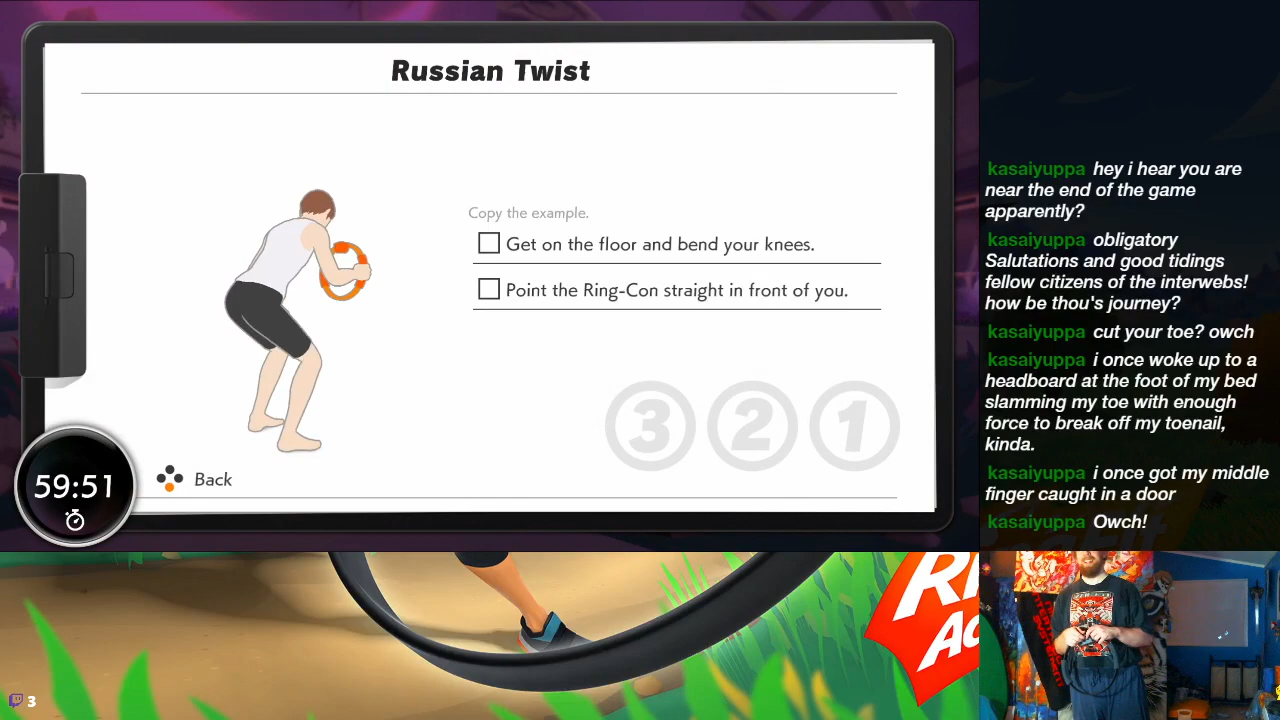 Russian Twist
Copy the example.
Get on the floor and bend your knees.
Point the Ring-Con straight in front of you.
3 2 1
59:51
Back
kasaiyuppa hey i hear you are
near the end of the game
apparently?
kasaiyuppa obligatory
Salutations and good tidings
fellow citizens of the interwebs!
how be thou's journey?
kasaiyuppa cut your toe? owch
kasaiyuppa i once woke up to a
headboard at the foot of my bed
slamming my toe with enough
force to break off my toenail,
kinda.
kasaiyuppa i once got my middle
finger caught in a door
kasaiyuppa Owch!
3